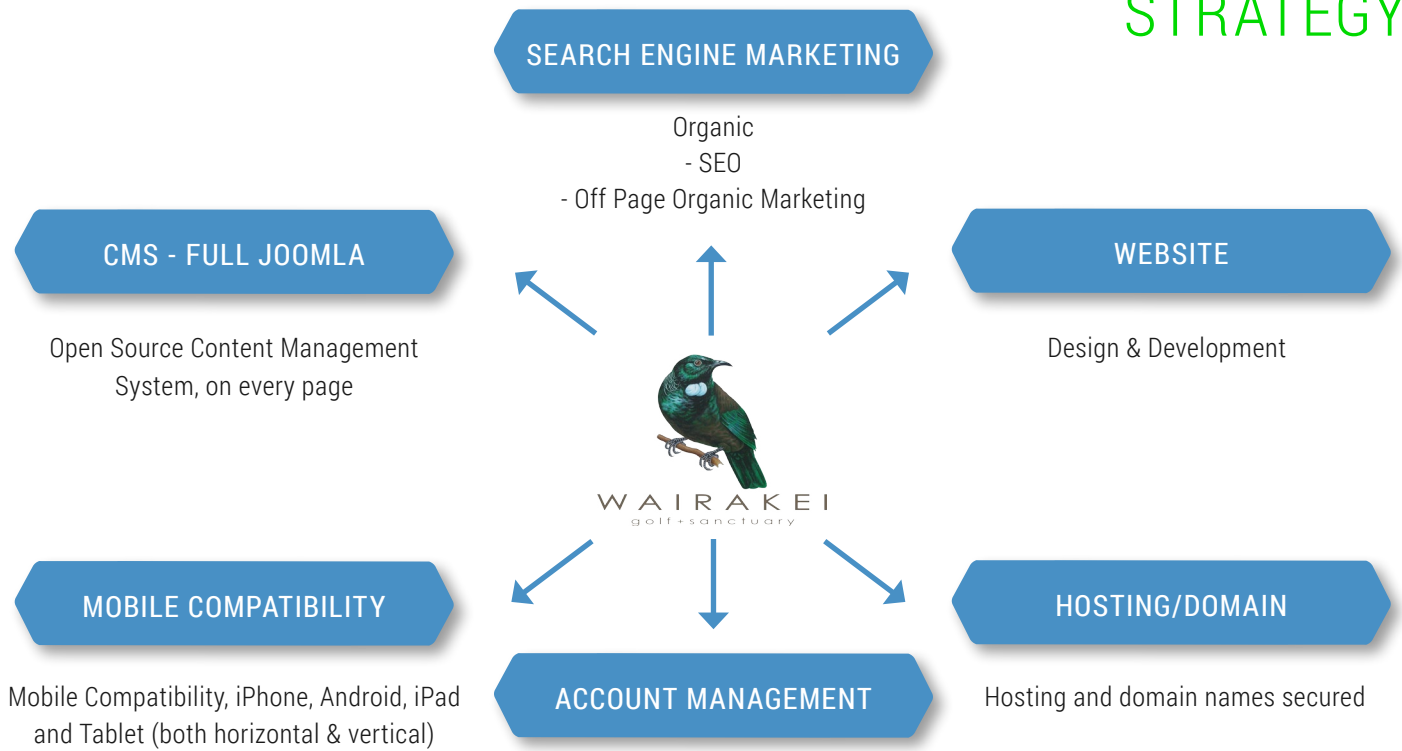 STRATEGY
SEARCH ENGINE MARKETING
Organic
- SEO
- Off Page Organic Marketing
CMS - FULL JOOMLA
Open Source Content Management
System, on every page
WEBSITE
Design & Development
WAIRAKEI
golf+sanctuary
MOBILE COMPATIBILITY
Mobile Compatibility, iPhone, Android, iPad
and Tablet (both horizontal & vertical)
ACCOUNT MANAGEMENT
HOSTING/DOMAIN
Hosting and domain names secured